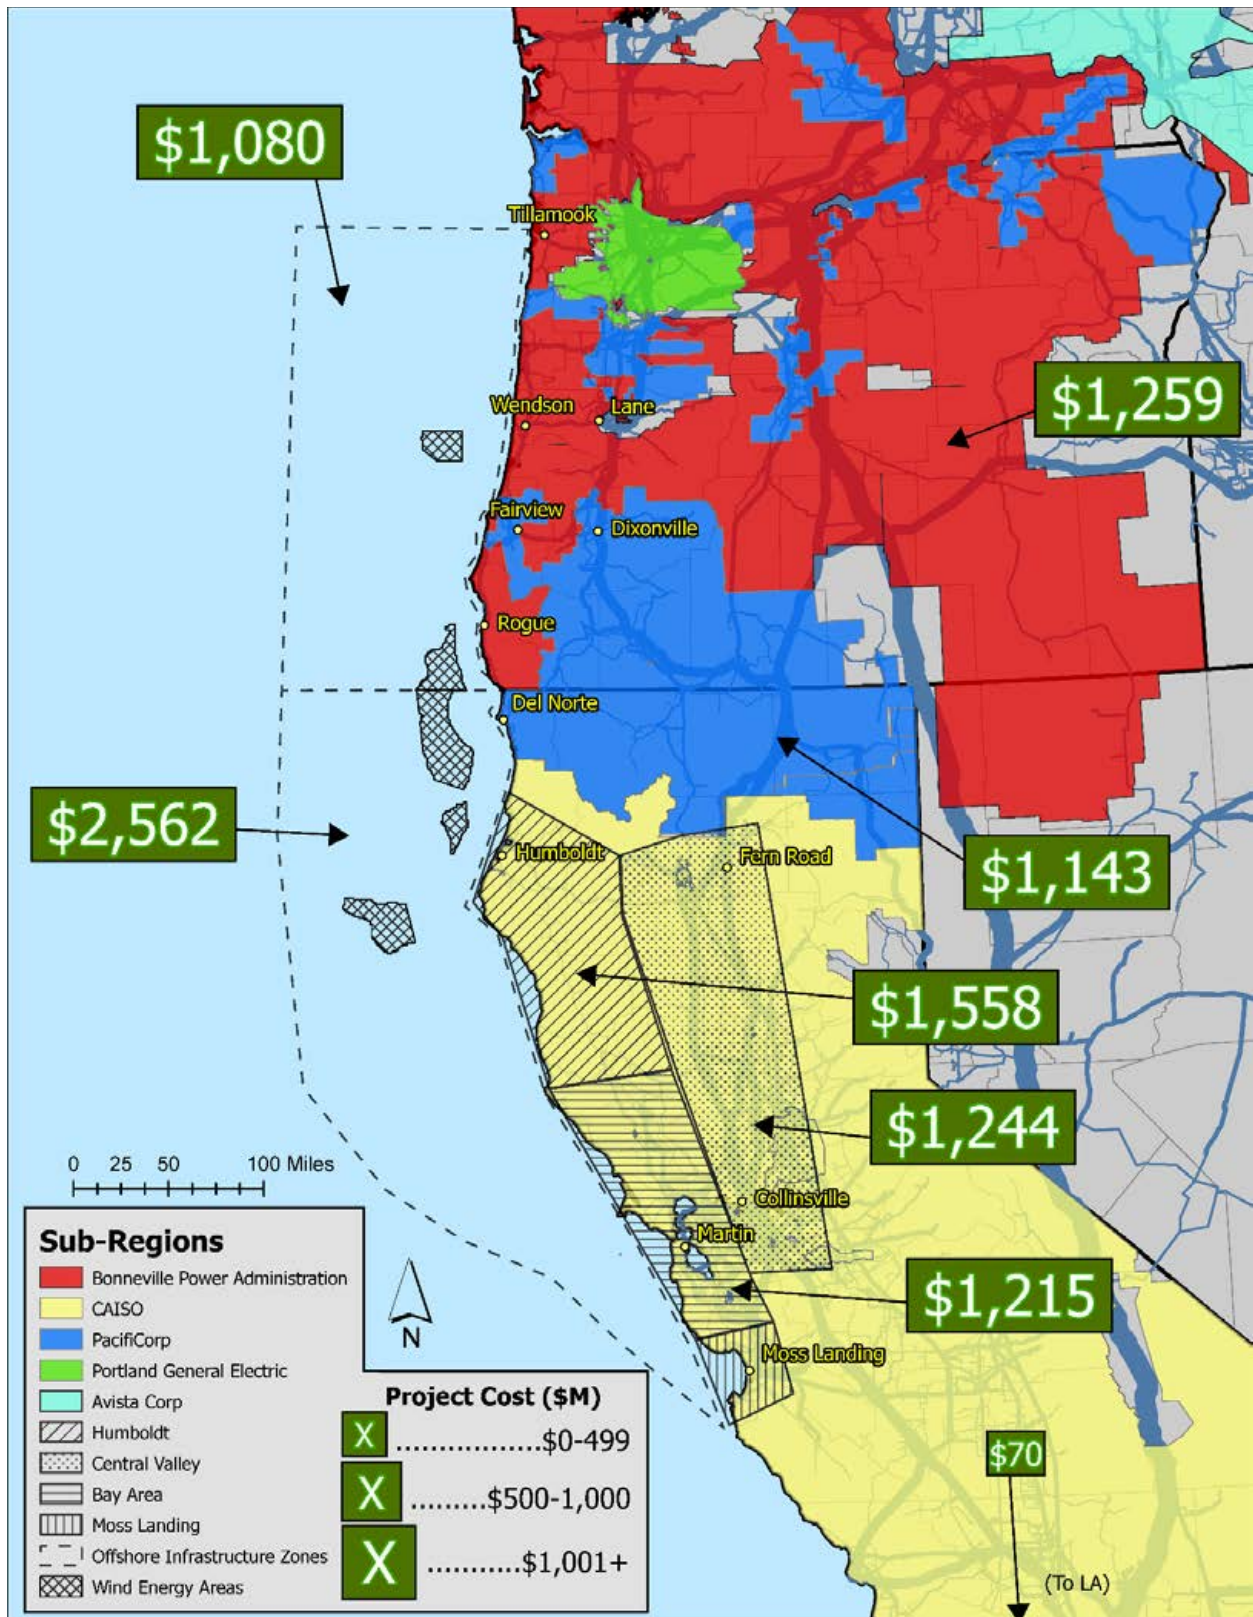 $1,080
Tillamook
$1,259
Wendson
Lane
Fairview
Dixonville
Rogue
Del Norte
$2,562
Humboldt
Fern Road
$1,143
$1,558
$1,244
Collinsville
Martin
$1,215
Moss Landing
$70
(To LA)
0 25 50 100 Miles
N
Sub-Regions
Bonneville Power Administration
CAISO
PacifiCorp
Portland General Electric
Avista Corp
Humboldt
Central Valley
Bay Area
Moss Landing
Offshore Infrastructure Zones
Wind Energy Areas
Project Cost ($M)
X .................$0-499
X .........$500-1,000
X ............$1,001+